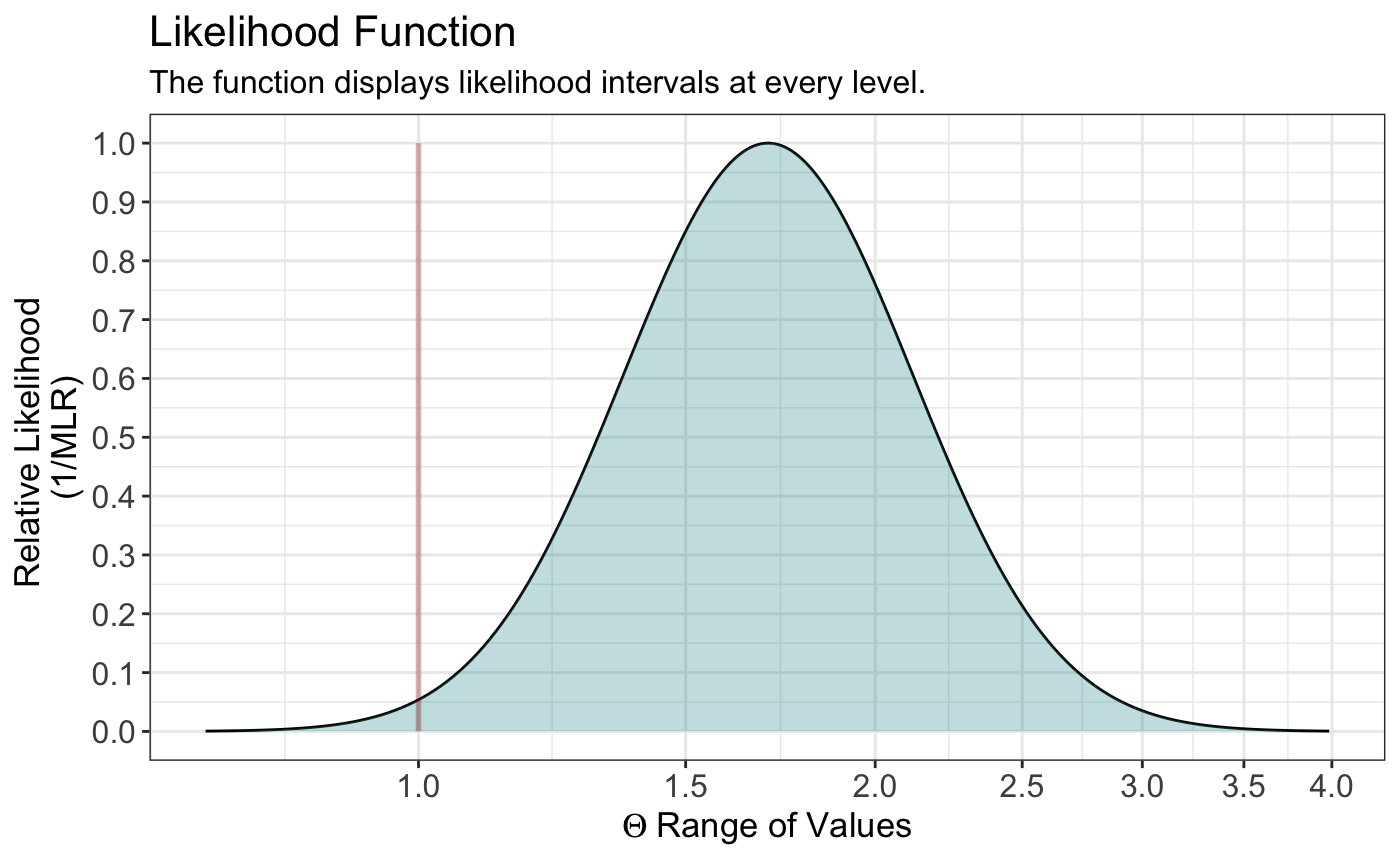 Likelihood Function
The function displays likelihood intervals at every level.
Relative Likelihood
(1/MLR)
1.0
0.9
0.8
0.7
0.6
0.5
0.4
0.3
0.2
0.1
0.0
1.0 1.5 2.0 2.5 3.0 3.5 4.0
Θ Range of Values